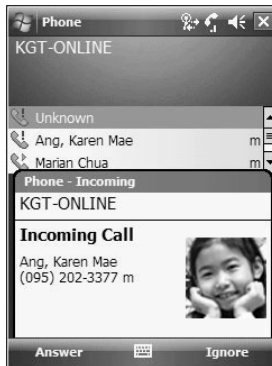 Phone
KGT-ONLINE
Unknown
Ang, Karen Mae m
Marian Chua m
Phone - Incoming
KGT-ONLINE
Incoming Call
Ang, Karen Mae
(095) 202-3377 m
Answer Ignore